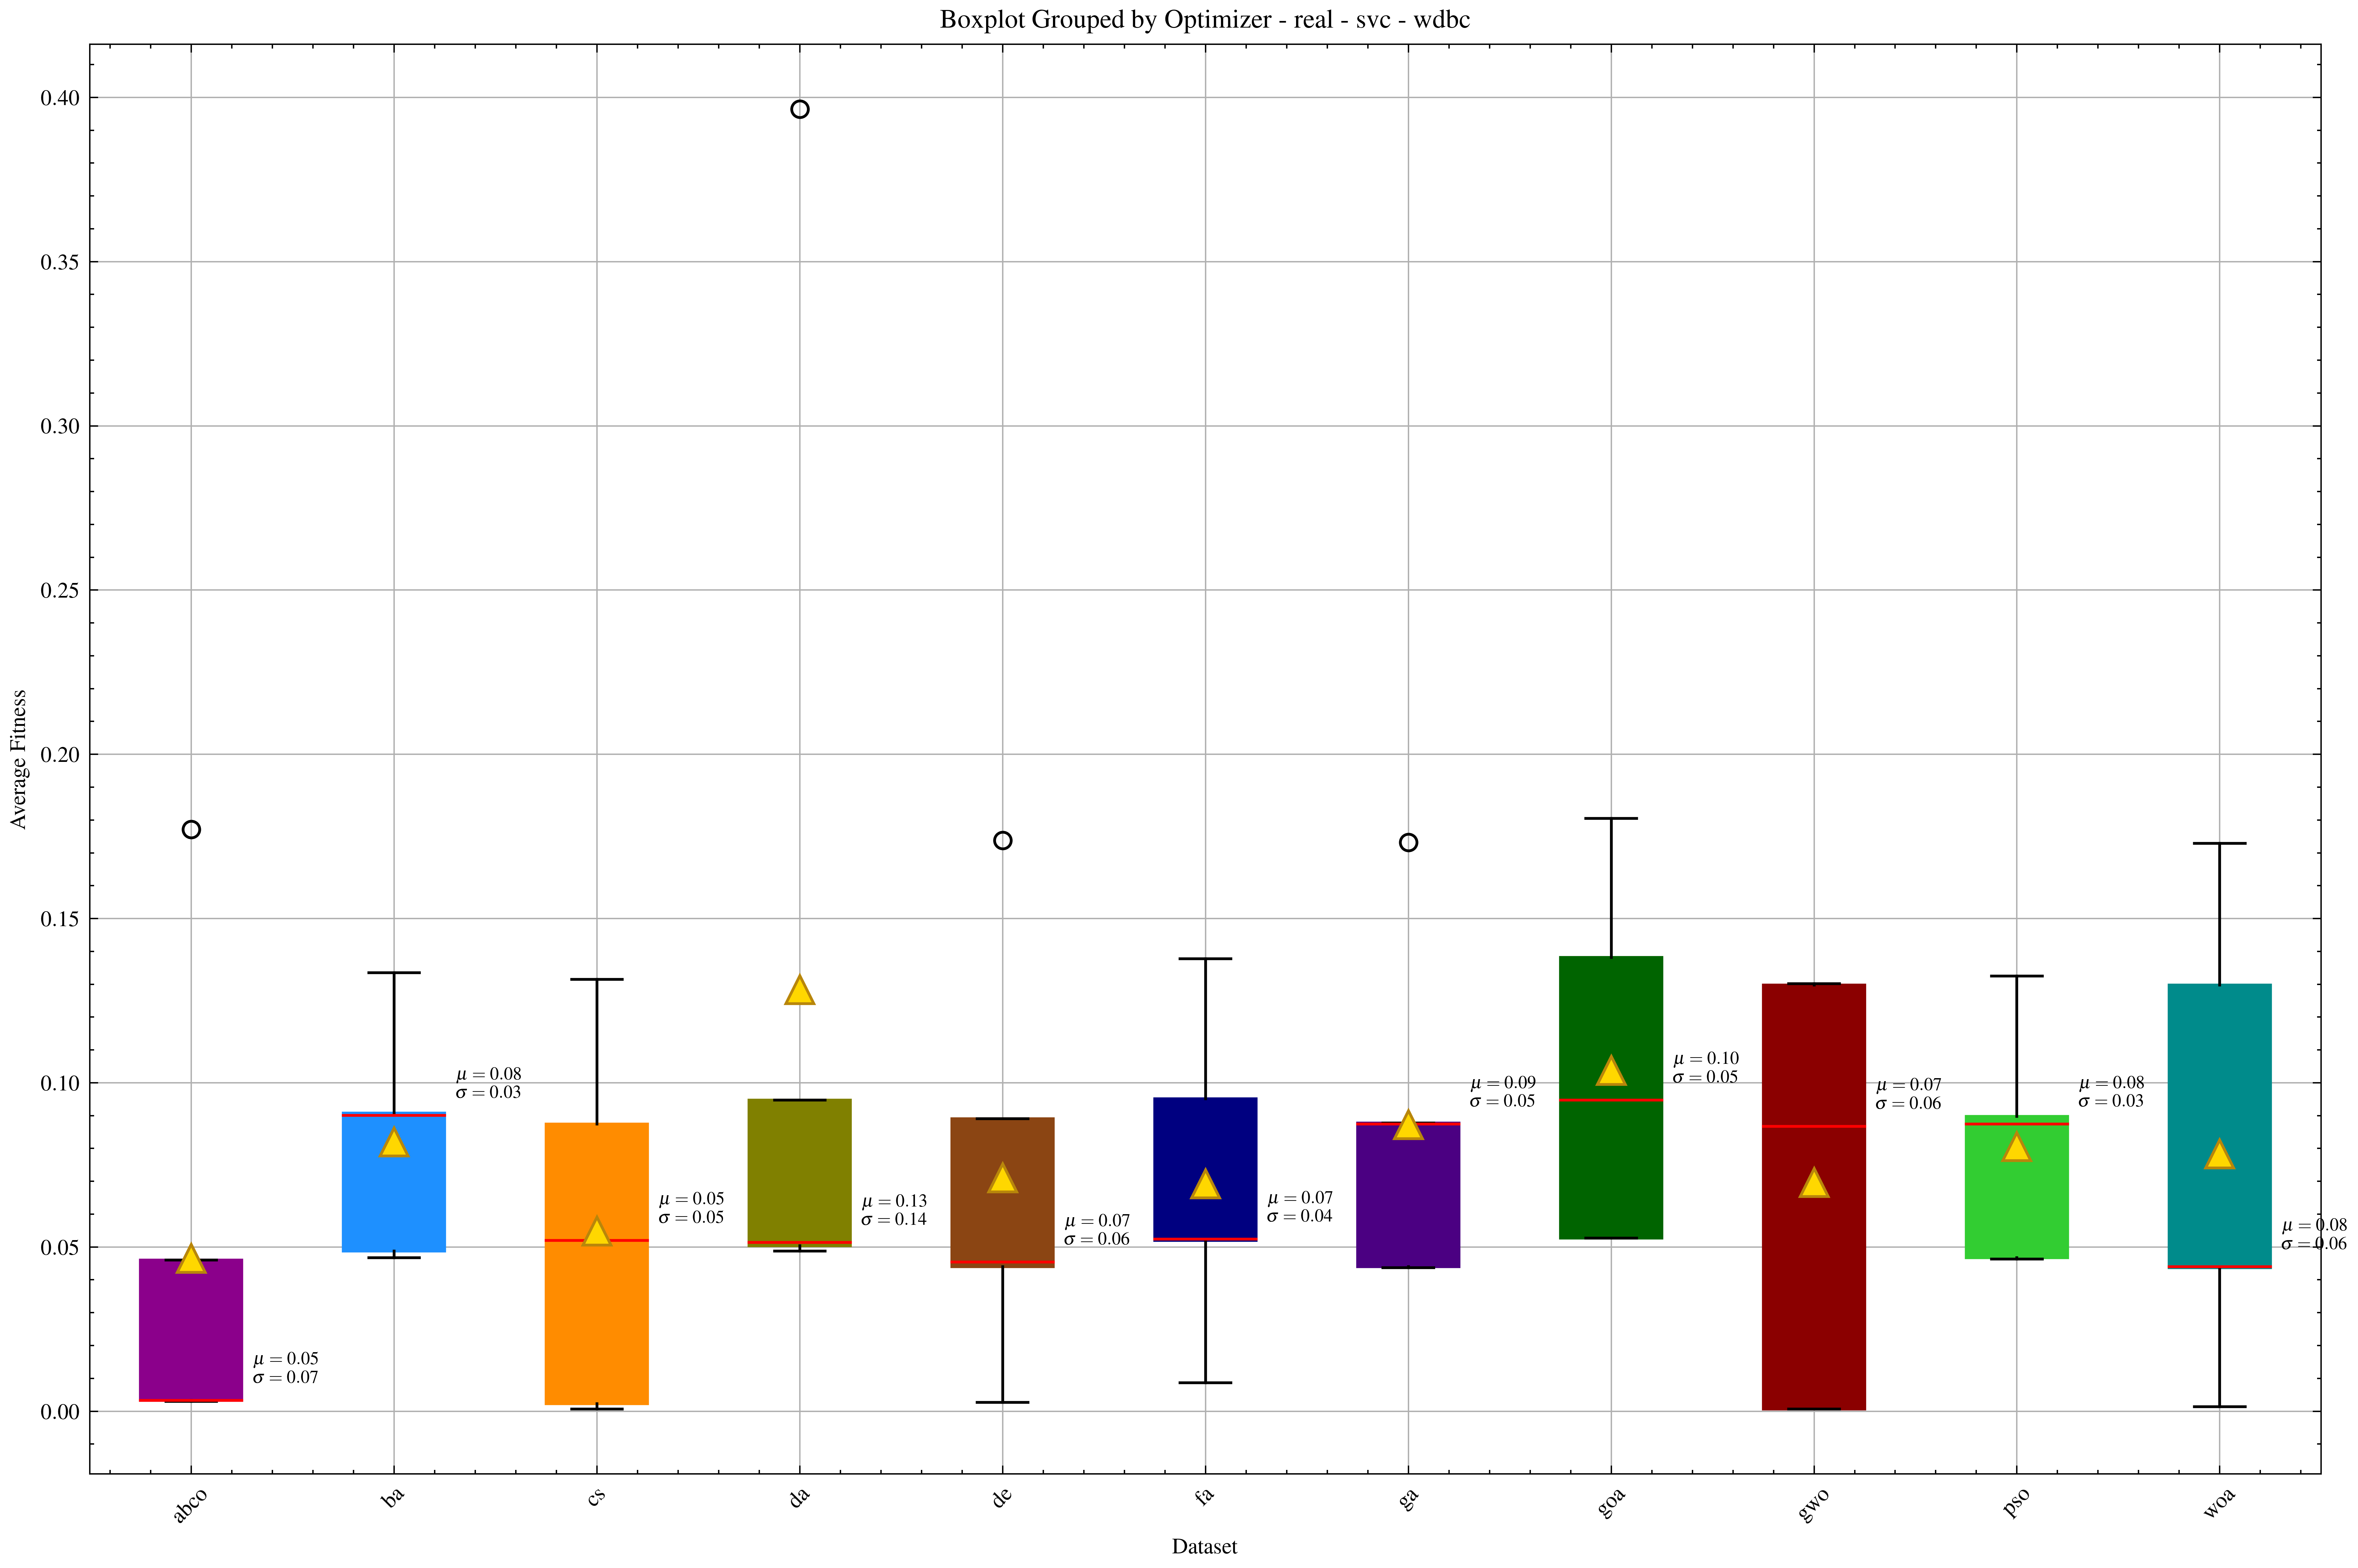 Boxplot Grouped by Optimizer - real - svc - wdbc
Average Fitness
0.40
0.35
0.30
0.25
0.20
0.15
0.10
0.05
0.00
μ = 0.05
σ = 0.07
μ = 0.08
σ = 0.03
μ = 0.05
σ = 0.05
μ = 0.13
σ = 0.14
μ = 0.07
σ = 0.06
μ = 0.07
σ = 0.04
μ = 0.09
σ = 0.05
μ = 0.10
σ = 0.05
μ = 0.07
σ = 0.06
μ = 0.08
σ = 0.03
μ = 0.08
σ = 0.06
abco
ba
cs
da
de
fa
ga
goa
gwo
pso
woa
Dataset